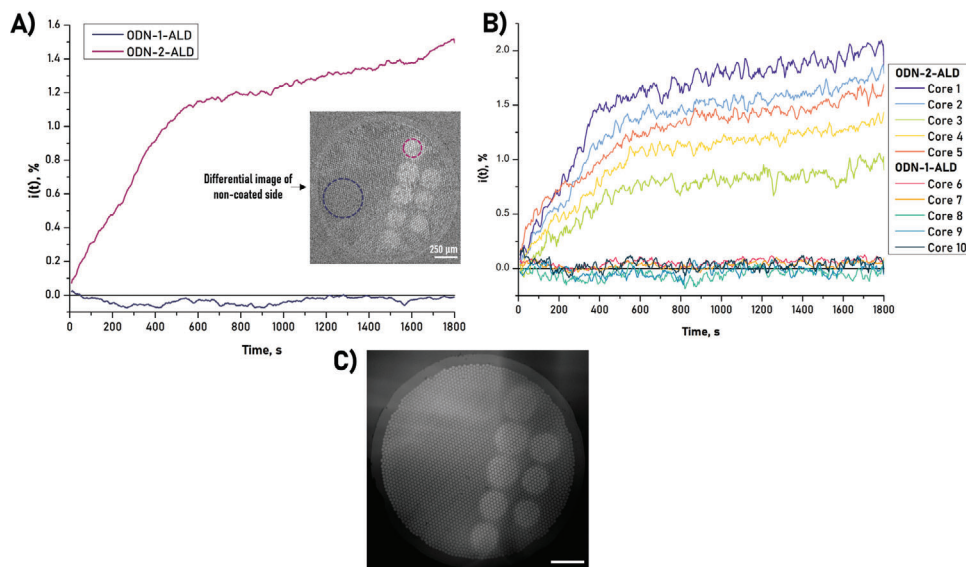 A)
ODN-1-ALD
ODN-2-ALD
i(t), %
1.6
1.4
1.2
1.0
0.8
0.6
0.4
0.2
0.0
0 200 400 600 800 1000 1200 1400 1600 1800
Time, s
Differential image of
non-coated side
250 µm
B)
i(t), %
2.0
1.5
1.0
0.5
0.0
0 200 400 600 800 1000 1200 1400 1600 1800
Time, s
ODN-2-ALD
Core 1
Core 2
Core 3
Core 4
Core 5
ODN-1-ALD
Core 6
Core 7
Core 8
Core 9
Core 10
C)